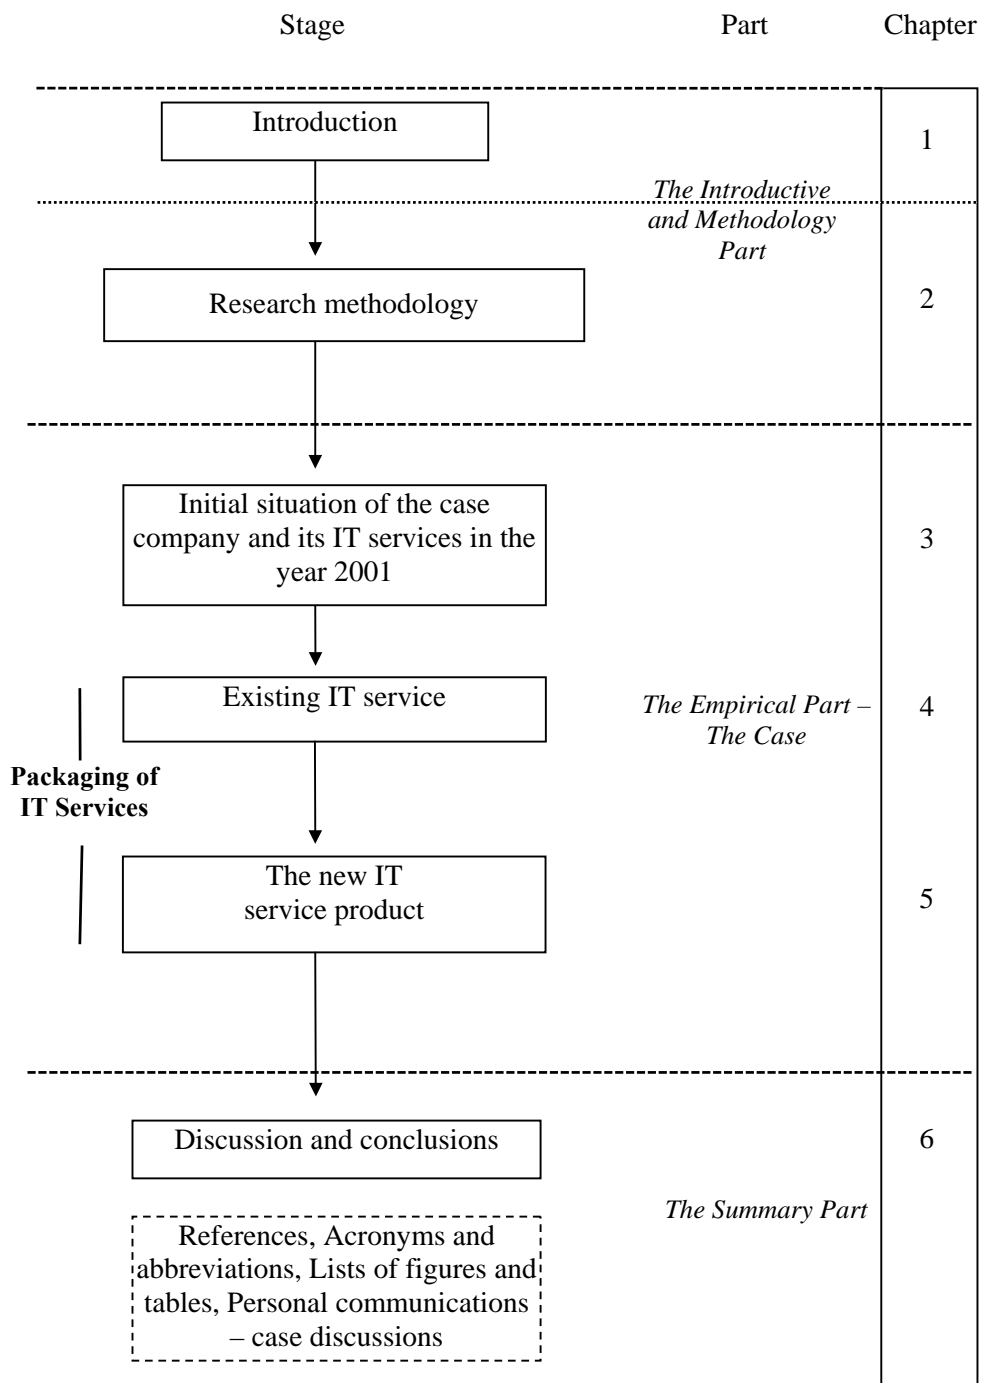 Stage Part Chapter
Introduction
1
The Introductive
and Methodology
Part
Research methodology
2
Initial situation of the case
company and its IT services in the
year 2001
3
Existing IT service
The Empirical Part –
The Case
4
Packaging of
IT Services
The new IT
service product
5
Discussion and conclusions
6
The Summary Part
References, Acronyms and
abbreviations, Lists of figures and
tables, Personal communications
– case discussions